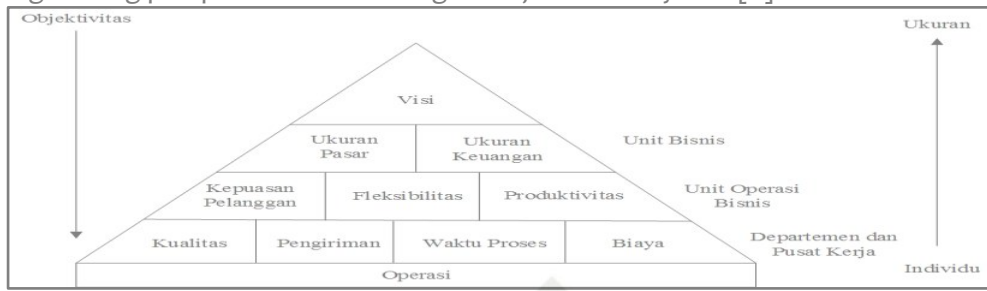 Objektivitas
Ukuran
Visi
Ukuran
Pasar
Ukuran
Keuangan
Unit Bisnis
Kepuasan
Pelanggan
Fleksibilitas
Produktivitas
Unit Operasi
Bisnis
Kualitas
Pengiriman
Waktu Proses
Biaya
Departemen dan
Pusat Kerja
Operasi
Individu